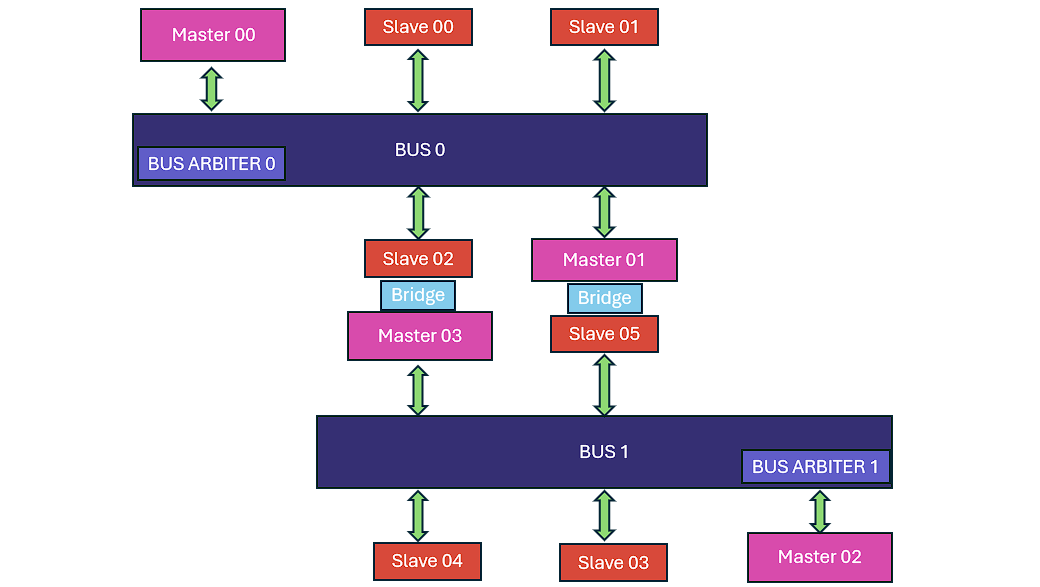 Master 00
Slave 00
Slave 01
BUS 0
BUS ARBITER 0
Slave 02
Master 01
Bridge
Bridge
Master 03
Slave 05
BUS 1
BUS ARBITER 1
Slave 04
Slave 03
Master 02